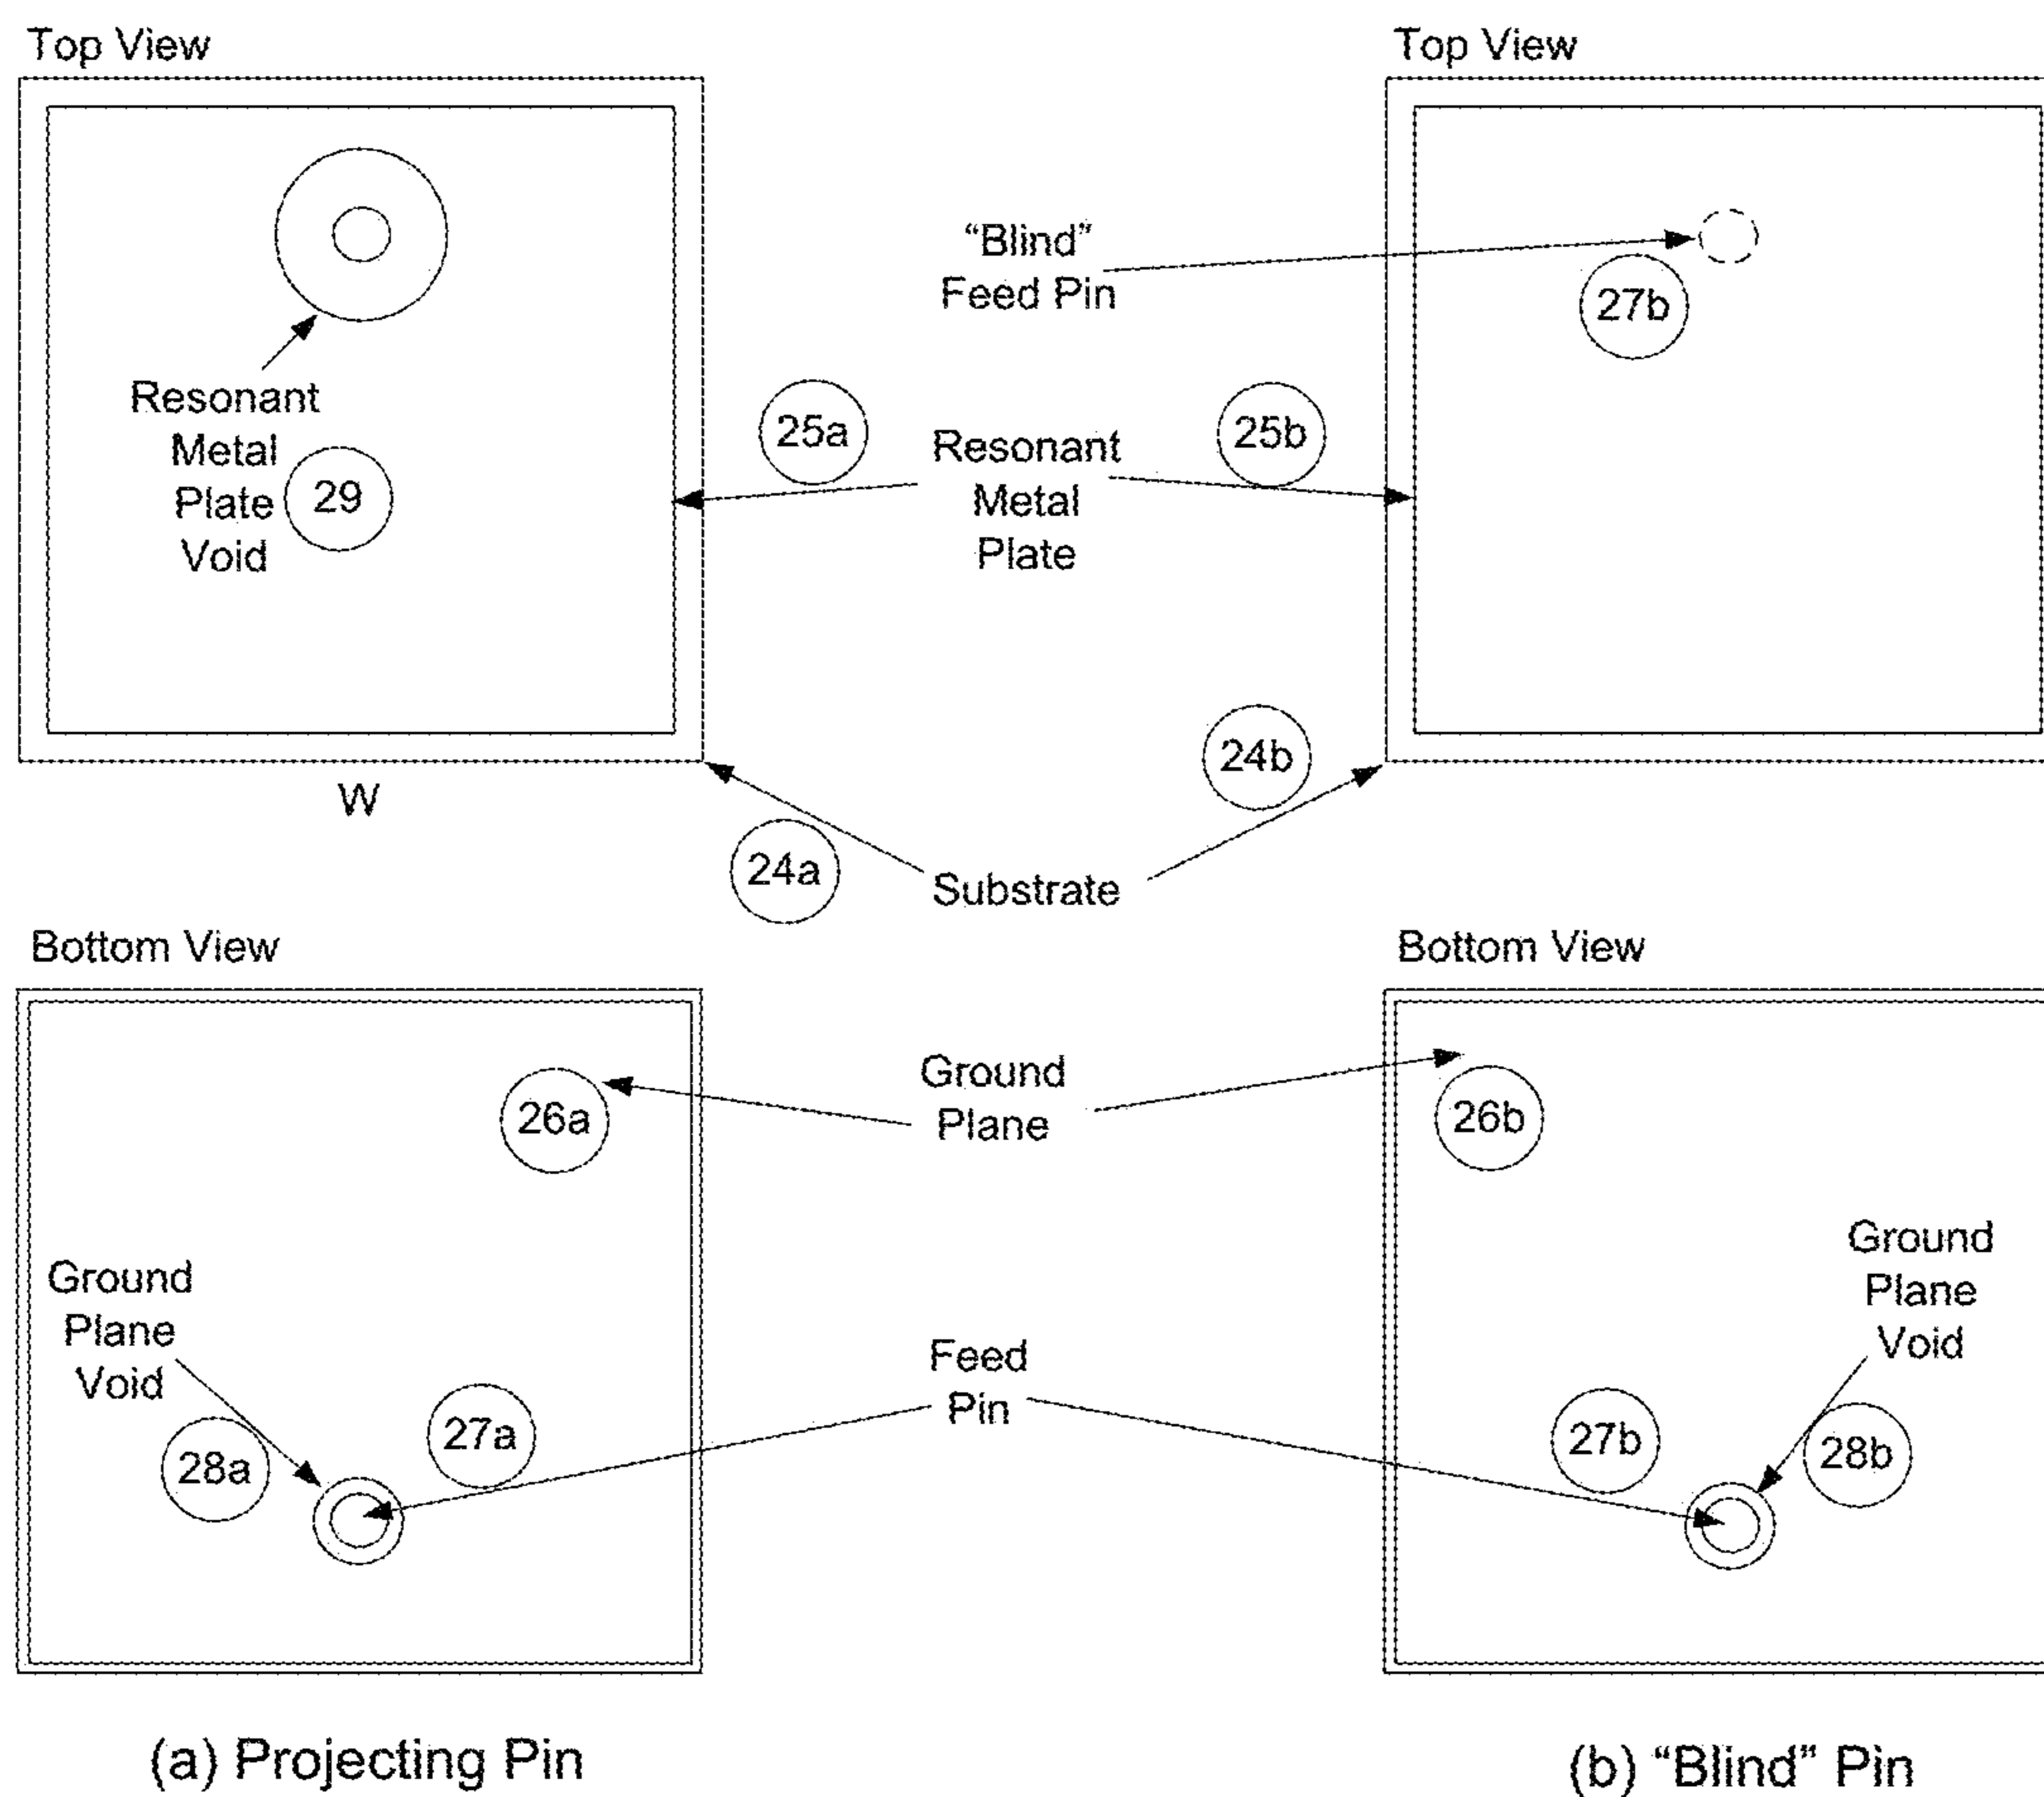 Top View
Top View
“Blind”
Feed Pin
27b
Resonant
Metal
Plate
Void
29
25a
Resonant
Metal
Plate
25b
24b
W
24a
Substrate
Bottom View
Bottom View
26a
Ground
Plane
26b
Ground
Plane
Void
28a
27a
Feed
Pin
Ground
Plane
Void
27b
28b
(a) Projecting Pin
(b) “Blind” Pin